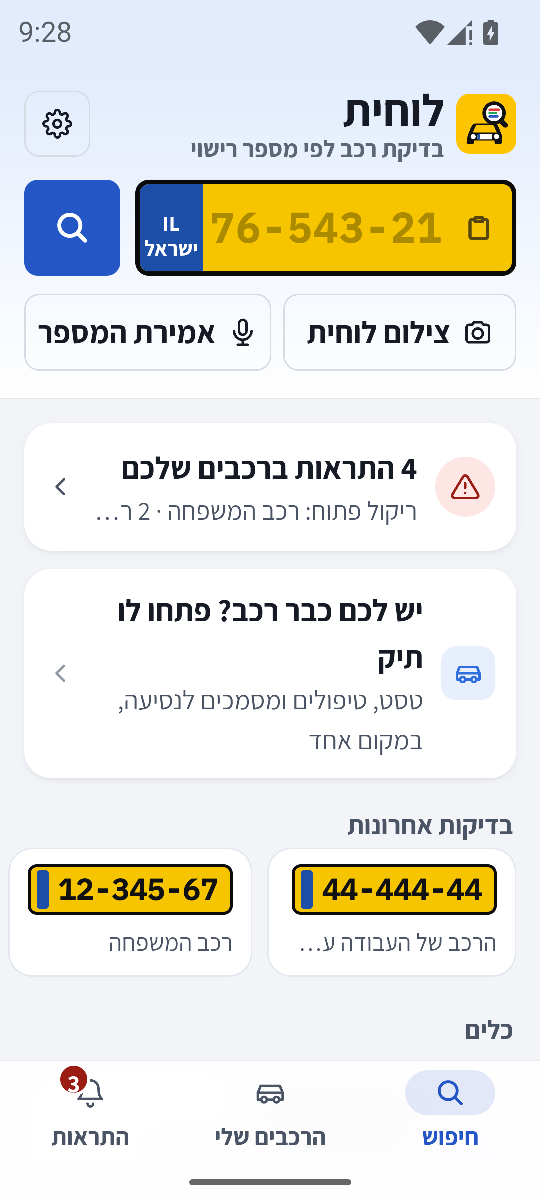 9:28
לוחית
בדיקת רכב לפי מספר רישוי
76-543-21
IL
ישראל
צילום לוחית
אמירת המספר
4 התראות ברכבים שלכם
ריקול פתוח: רכב המשפחה · 2 ר...
יש לכם כבר רכב? פתחו לו
תיק
טסט, טיפולים ומסמכים לנסיעה,
במקום אחד
בדיקות אחרונות
44-444-44
הרכב של העבודה ע...
12-345-67
רכב המשפחה
כלים
חיפוש
הרכבים שלי
3
התראות